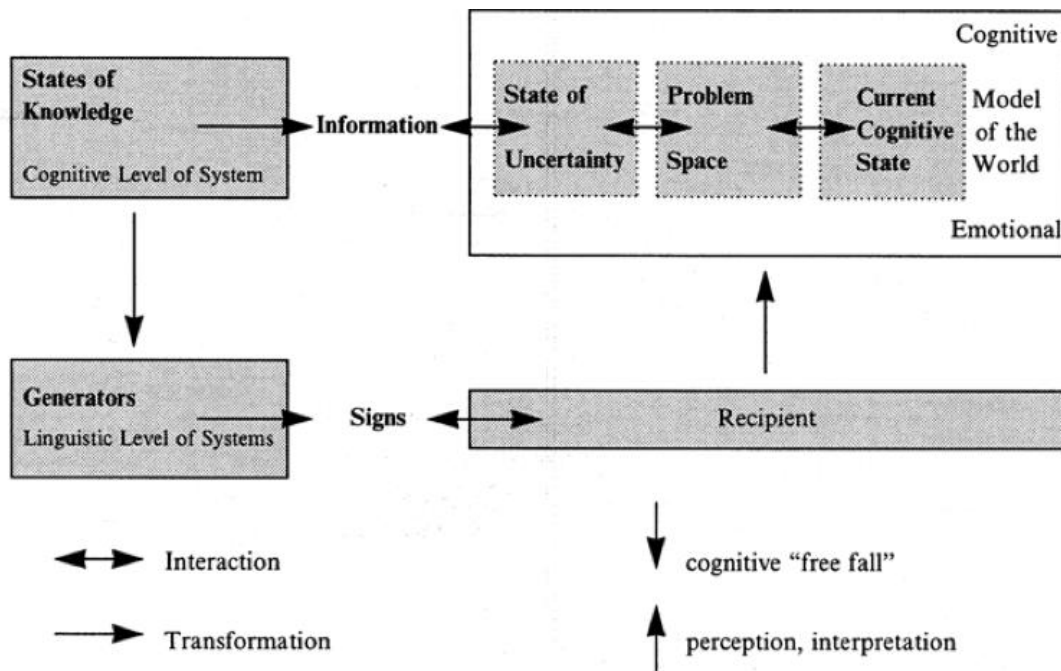 States of
Knowledge
Cognitive Level of System
Information
Cognitive
State of
Uncertainty
Problem
Space
Current
Cognitive
State
Model
of the
World
Emotional
Generators
Linguistic Level of Systems
Signs
Recipient
Interaction
Transformation
cognitive “free fall”
perception, interpretation